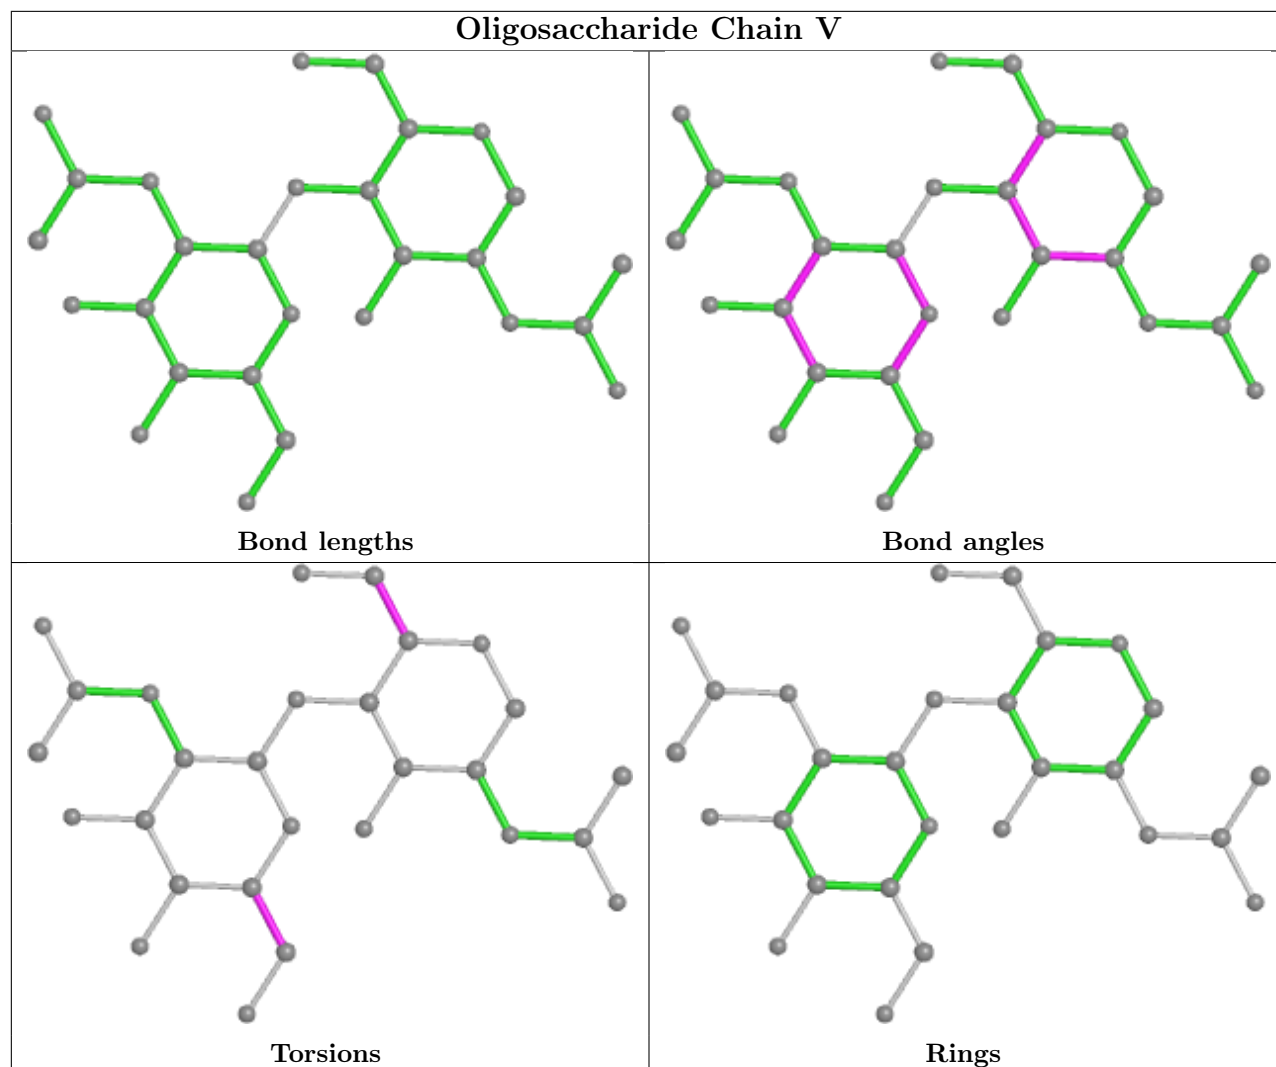 Oligosaccharide Chain V
Bond lengths
Bond angles
Torsions
Rings